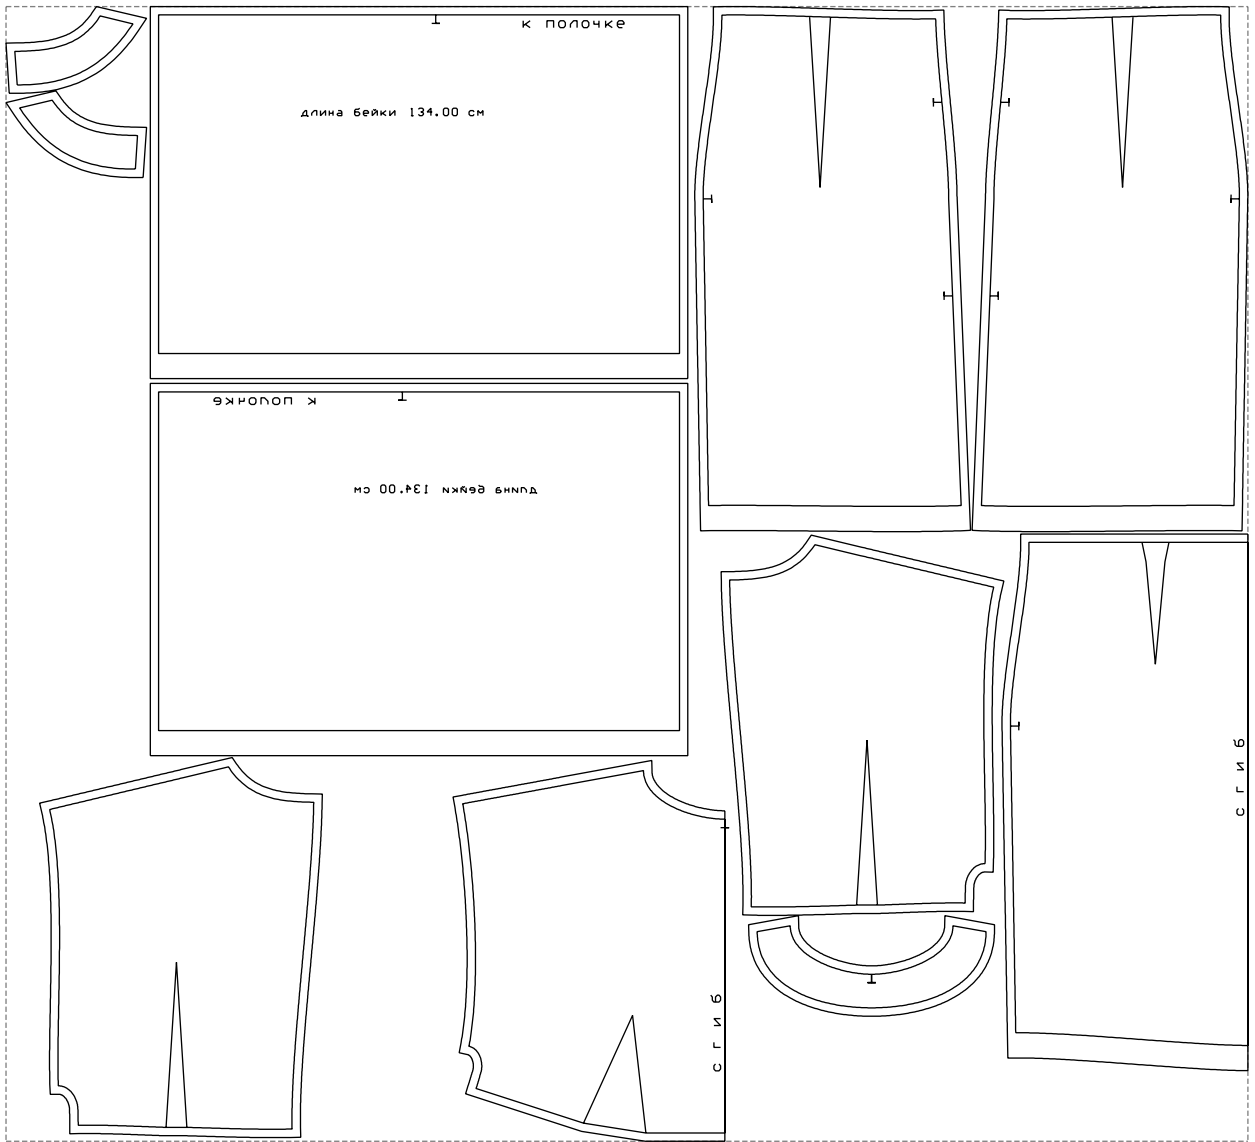 к полочке
длина бейки 134.00 см
к полочке
длина бейки 134.00 см
сгиб
сгиб